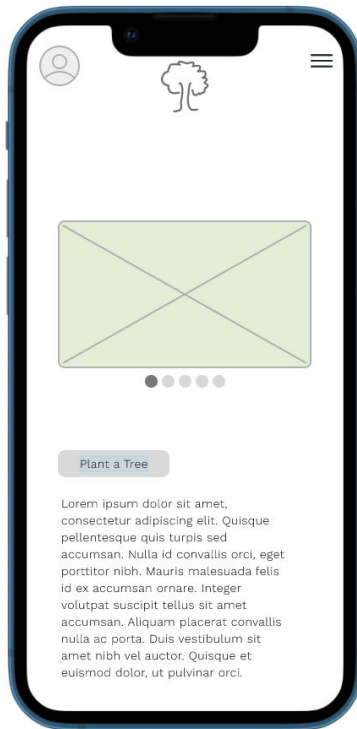 Plant a Tree
Lorem ipsum dolor sit amet,
consectetur adipiscing elit. Quisque
pellentesque quis turpis sed
accumsan. Nulla id convallis orci, eget
porttitor nibh. Mauris malesuada felis
id ex accumsan ornare. Integer
volutpat suscipit tellus sit amet
accumsan. Aliquam placerat convallis
nulla ac porta. Duis vestibulum sit
amet nibh vel auctor. Quisque et
euismod dolor, ut pulvinar orci.